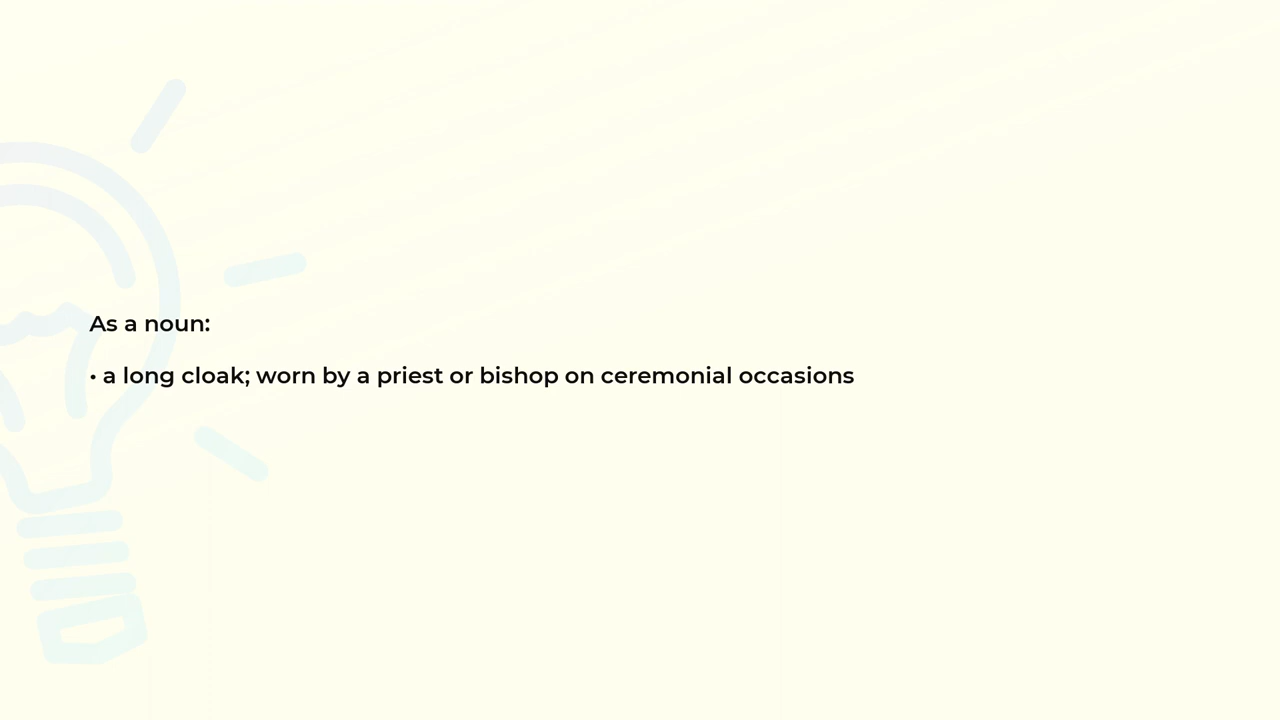 As a noun:
• a long cloak; worn by a priest or bishop on ceremonial occasions